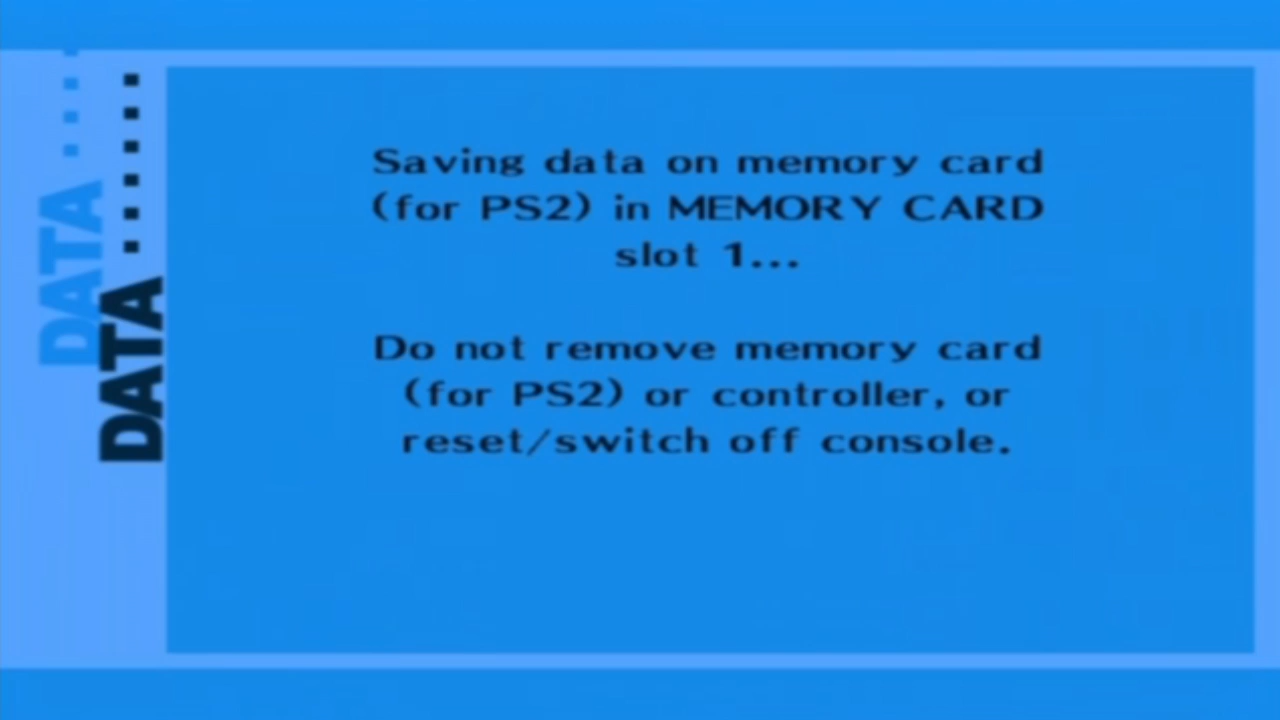 DATA ......
DATA ....
Saving data on memory card
(for PS2) in MEMORY CARD
slot 1...
Do not remove memory card
(for PS2) or controller, or
reset/switch off console.